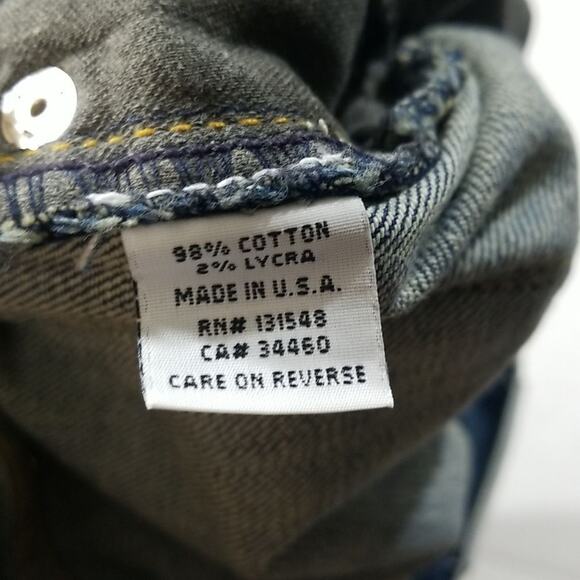 98% COTTON
2% LYCRA
MADE IN U.S.A.
RN# 131548
CA# 34460
CARE ON REVERSE